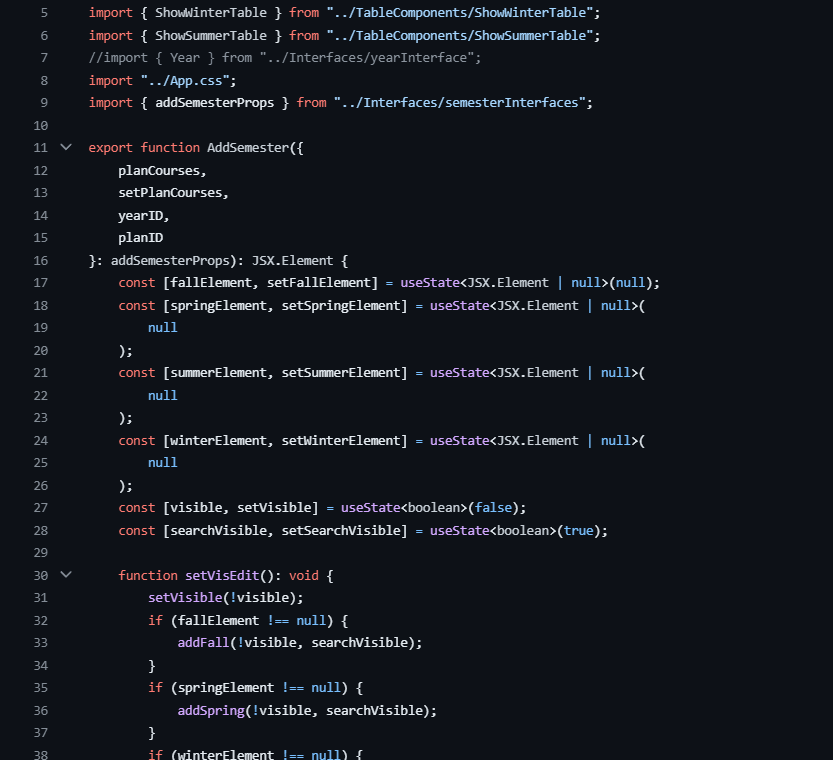 5 import { ShowWinterTable } from "../TableComponents/ShowWinterTable";
6 import { ShowSummerTable } from "../TableComponents/ShowSummerTable";
7 //import { Year } from "../Interfaces/yearInterface";
8 import "../App.css";
9 import { addSemesterProps } from "../Interfaces/semesterInterfaces";
10
11 export function AddSemester({
12     planCourses,
13     setPlanCourses,
14     yearID,
15     planID
16 }: addSemesterProps): JSX.Element {
17     const [fallElement, setFallElement] = useState<JSX.Element | null>(null);
18     const [springElement, setSpringElement] = useState<JSX.Element | null>(
19         null
20     );
21     const [summerElement, setSummerElement] = useState<JSX.Element | null>(
22         null
23     );
24     const [winterElement, setWinterElement] = useState<JSX.Element | null>(
25         null
26     );
27     const [visible, setVisible] = useState<boolean>(false);
28     const [searchVisible, setSearchVisible] = useState<boolean>(true);
29
30     function setVisEdit(): void {
31         setVisible(!visible);
32         if (fallElement !== null) {
33             addFall(!visible, searchVisible);
34         }
35         if (springElement !== null) {
36             addSpring(!visible, searchVisible);
37         }
38         if (winterElement !== null) {